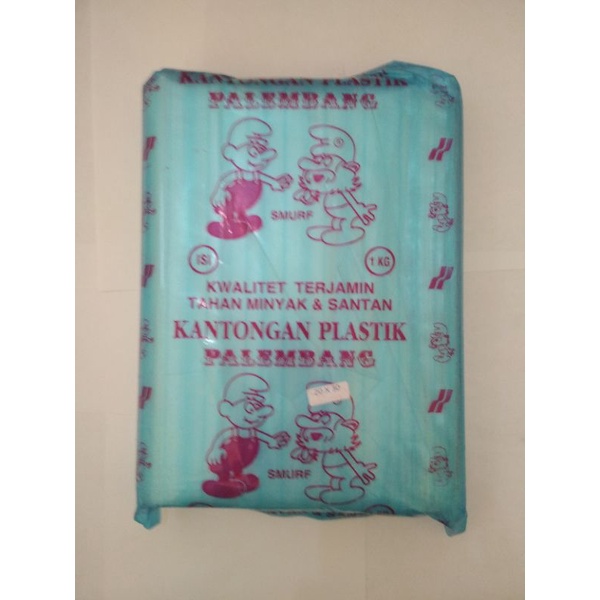 KANTONGAN PLASTIK
PALEMBANG
SMURF
ISI
1 KG
KWALITET TERJAMIN
TAHAN MINYAK & SANTAN
KANTONGAN PLASTIK
PALEMBANG
SMURF